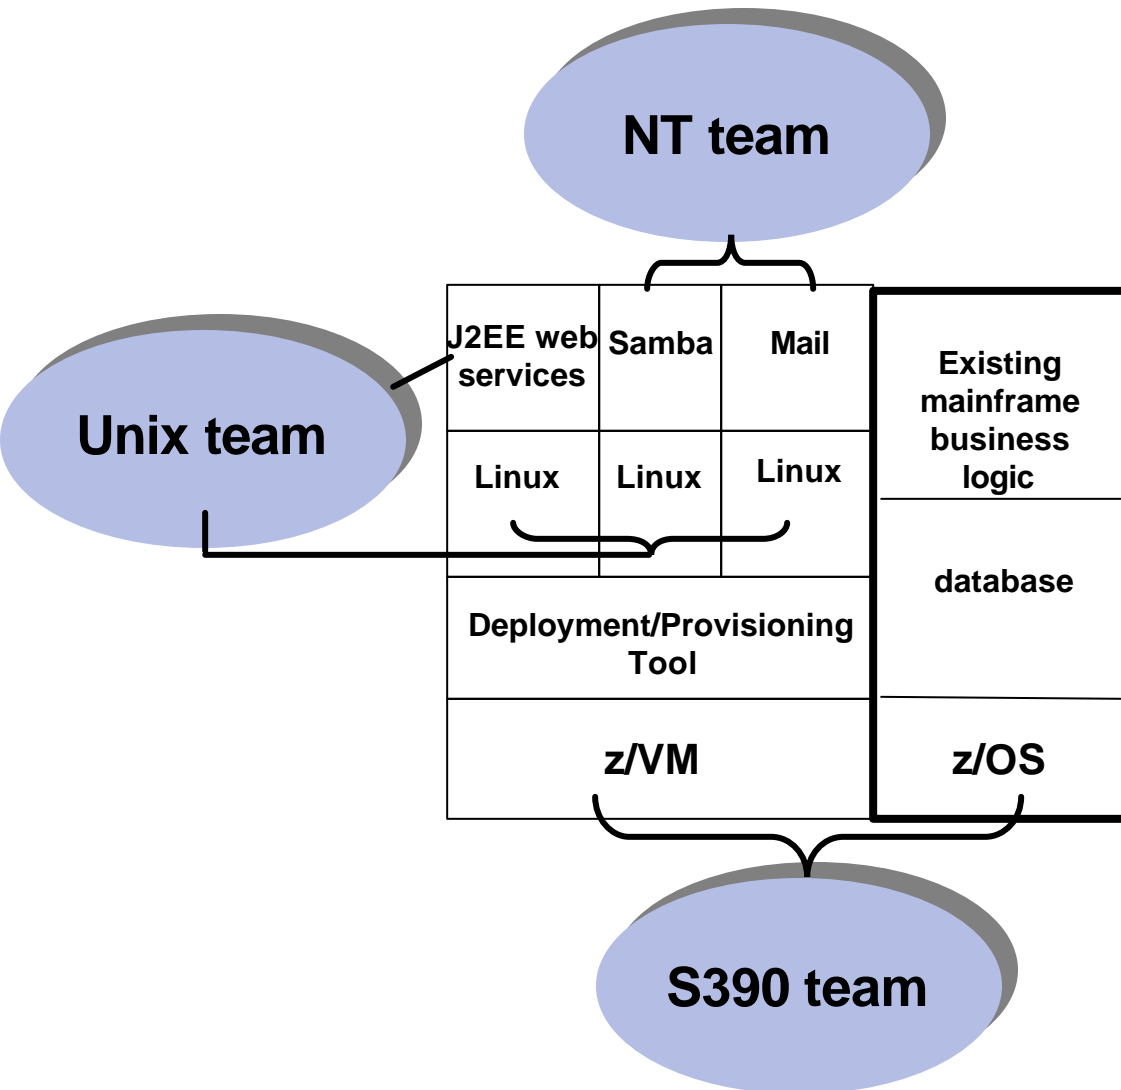 NT team
J2EE web
services
Samba
Mail
Existing
mainframe
business
logic
Unix team
Linux
Linux
Linux
database
Deployment/Provisioning
Tool
z/VM
z/OS
S390 team